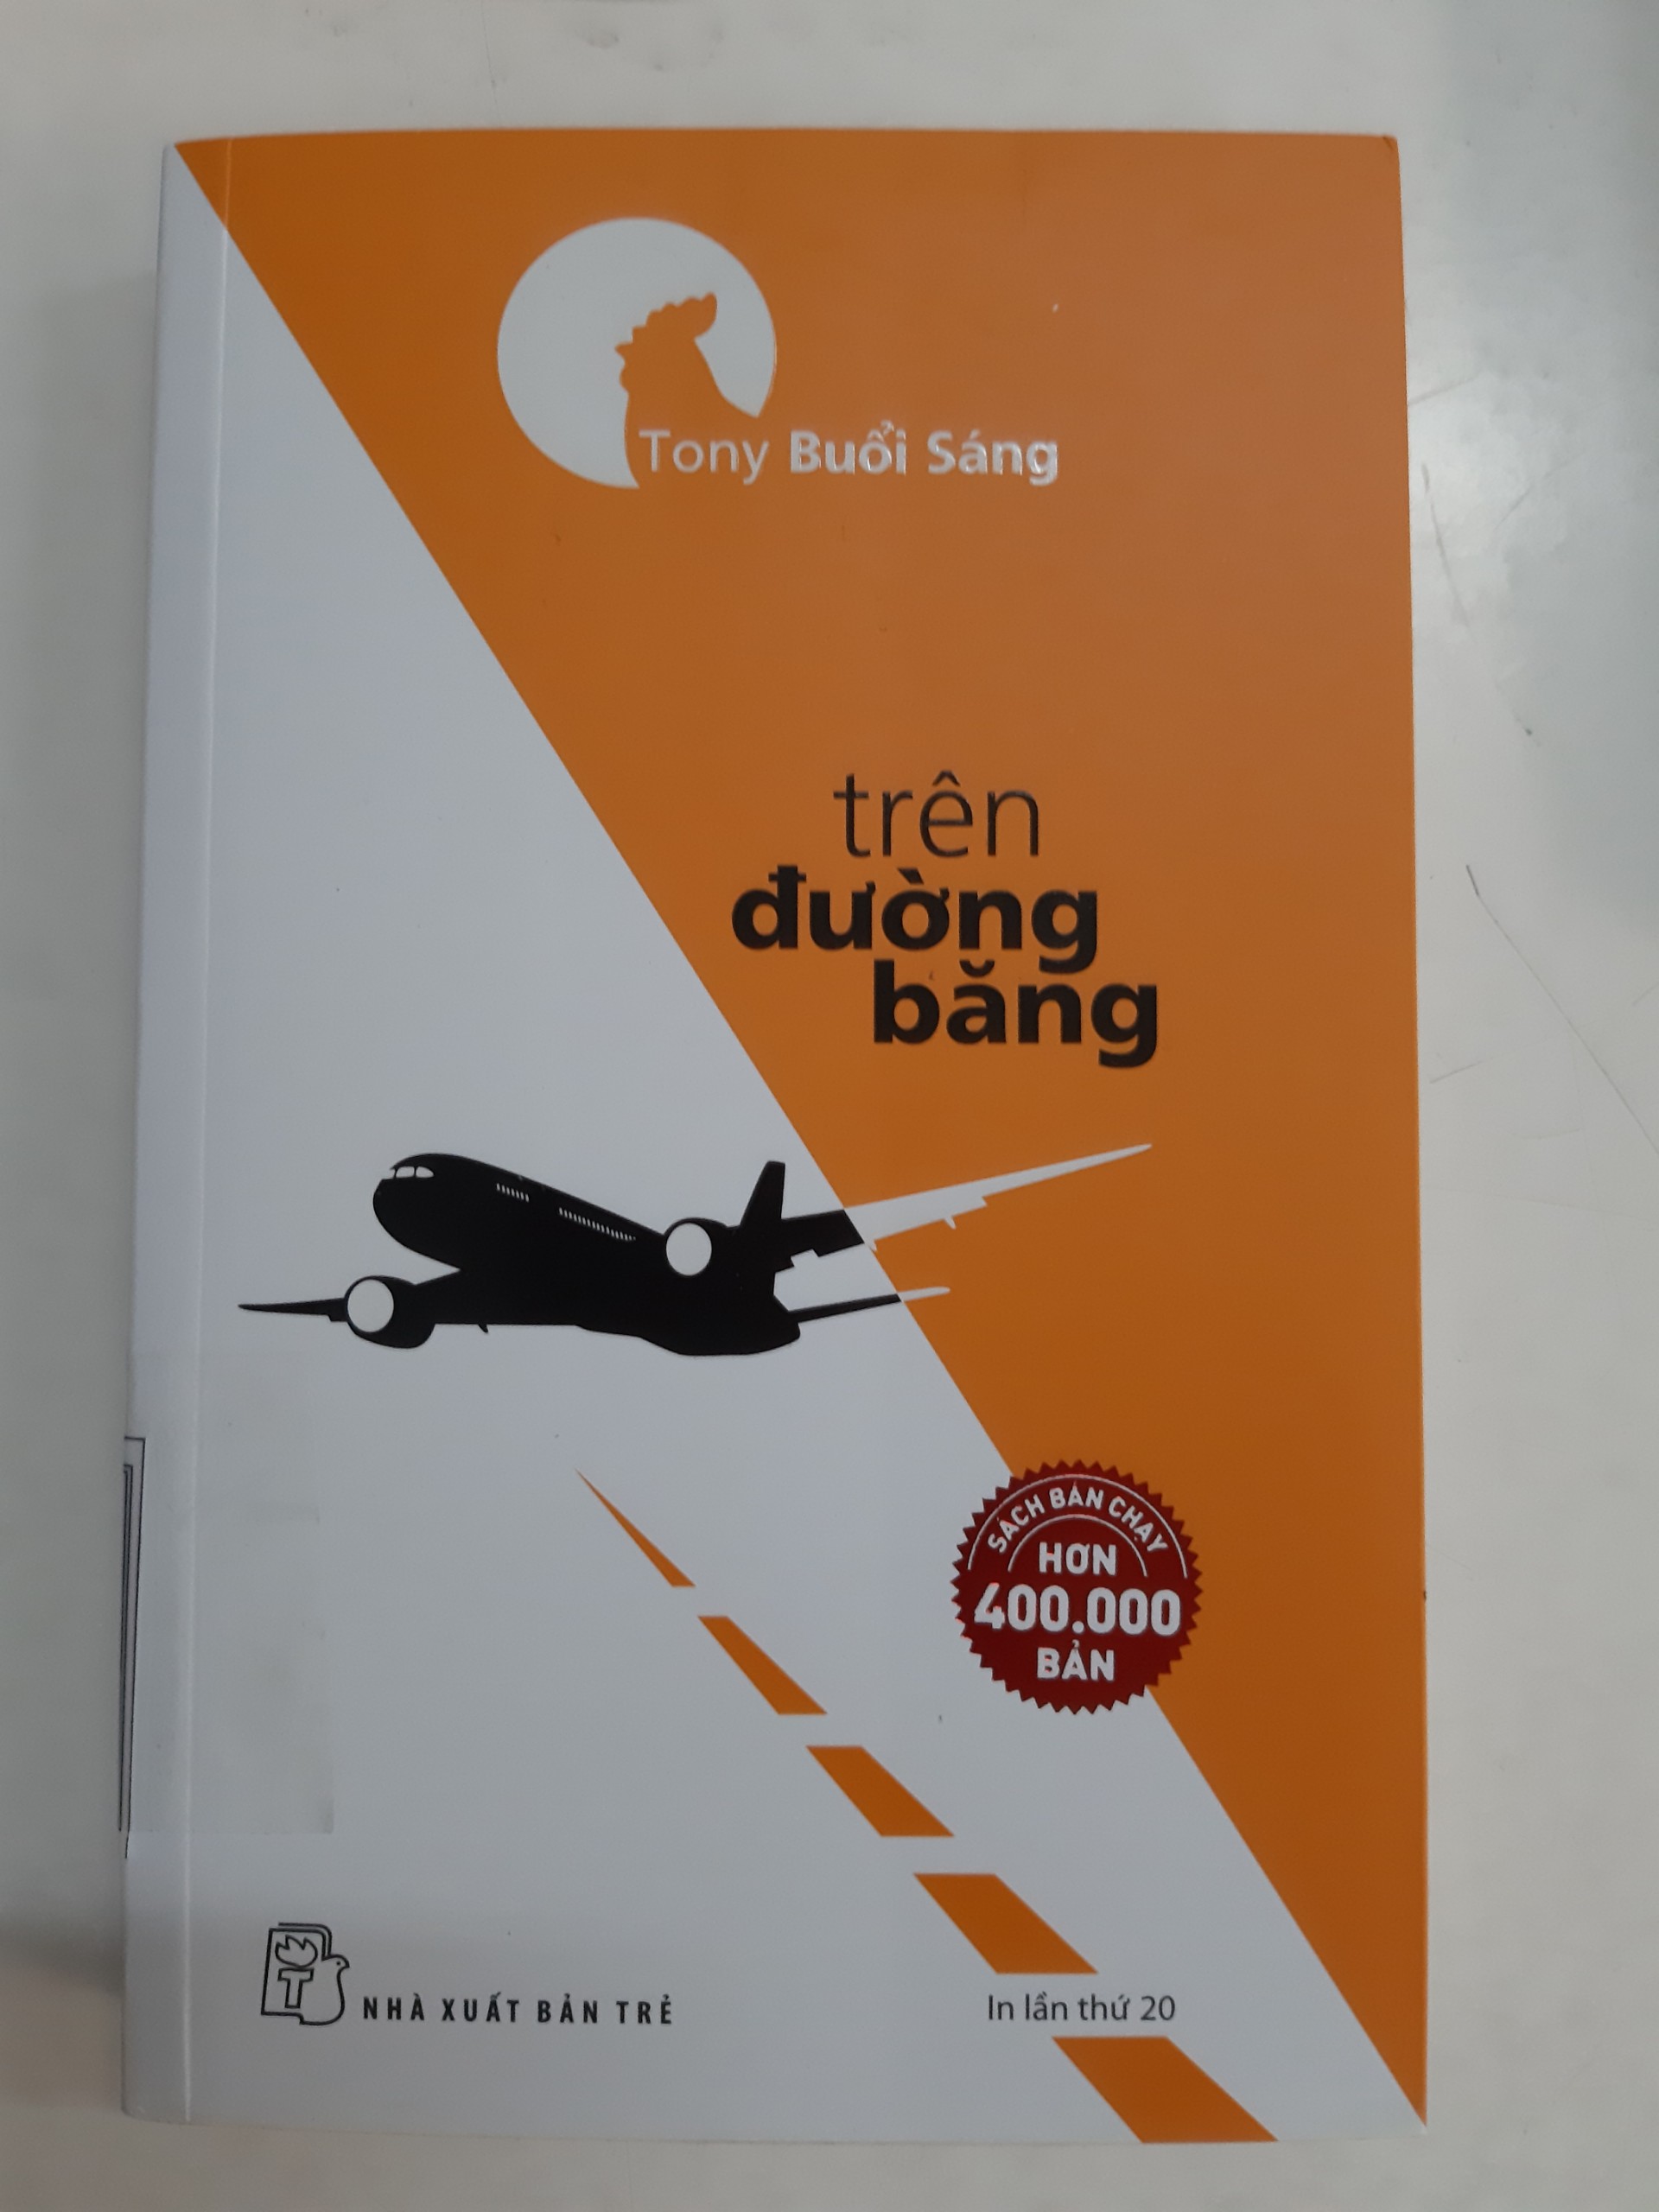 Tony Buổi Sáng
trên
đường
băng
SÁCH BÁN CHẠY
HƠN
400.000
BẢN
T
NHÀ XUẤT BẢN TRẺ
In lần thứ 20